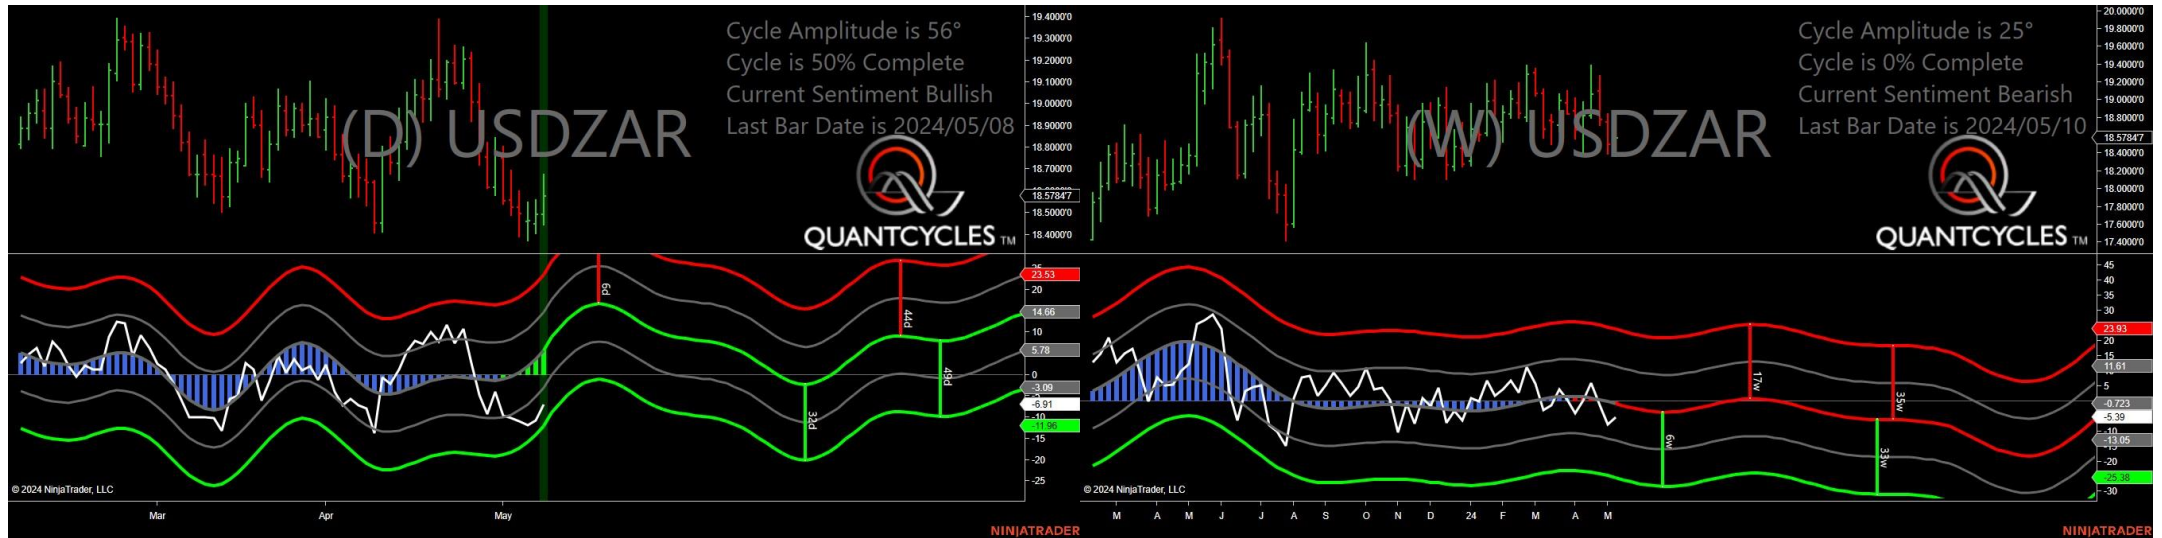 Cycle Amplitude is 56°
Cycle is 50% Complete
Current Sentiment Bullish
Last Bar Date is 2024/05/08
(D) USDZAR
QUANTCYCLES TM
19.4000'0
19.3000'0
19.2000'0
19.1000'0
19.0000'0
18.9000'0
18.8000'0
18.7000'0
18.5784'7
18.5000'0
18.4000'0
6d
44d
32d
49d
25
23.53
20
14.66
10
5.78
0
-3.09
-6.91
-10
-11.96
-15
-20
-25
© 2024 NinjaTrader, LLC
Mar Apr May
NINJATRADER
Cycle Amplitude is 25°
Cycle is 0% Complete
Current Sentiment Bearish
Last Bar Date is 2024/05/10
(W) USDZAR
QUANTCYCLES TM
20.0000'0
19.8000'0
19.6000'0
19.4000'0
19.2000'0
19.0000'0
18.8000'0
18.5784'7
18.4000'0
18.2000'0
18.0000'0
17.8000'0
17.6000'0
17.4000'0
17w
35w
6w
33w
45
40
35
30
23.93
20
15
11.61
5
-0.723
-5.39
-10
-13.05
-20
-25.38
-30
© 2024 NinjaTrader, LLC
M A M J J A S O N D 24 F M A M
NINJATRADER